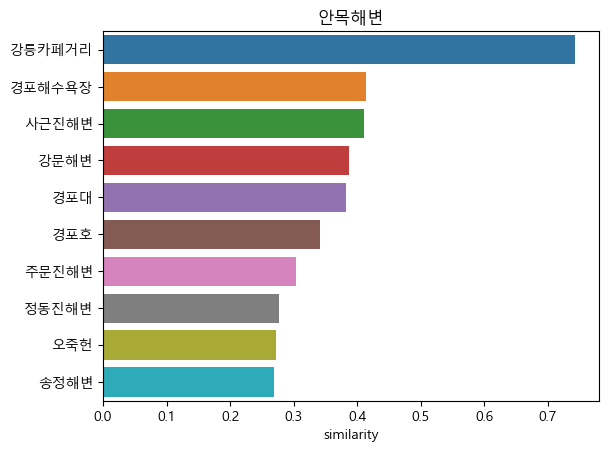 안목해변
강릉카페거리
경포해수욕장
사근진해변
강문해변
경포대
경포호
주문진해변
정동진해변
오죽헌
송정해변
0.0 0.1 0.2 0.3 0.4 0.5 0.6 0.7
similarity